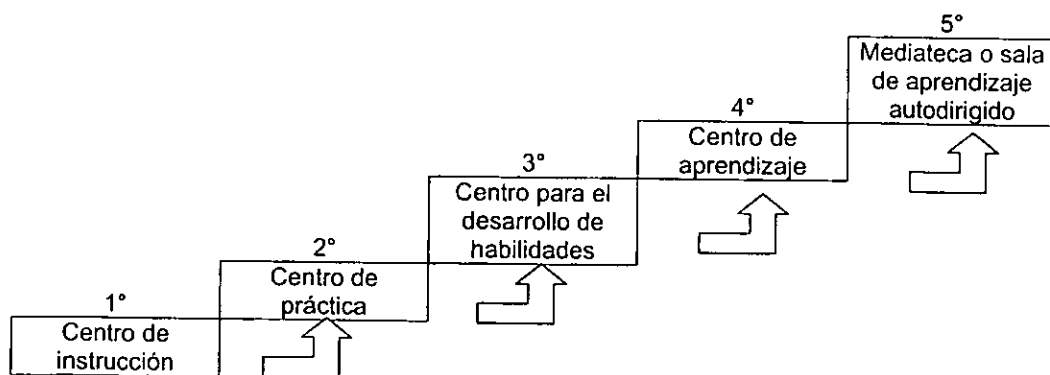 1°
Centro de
instrucción
2°
Centro de
práctica
3°
Centro para el
desarrollo de
habilidades
4°
Centro de
aprendizaje
5°
Mediateca o sala
de aprendizaje
autodirigido